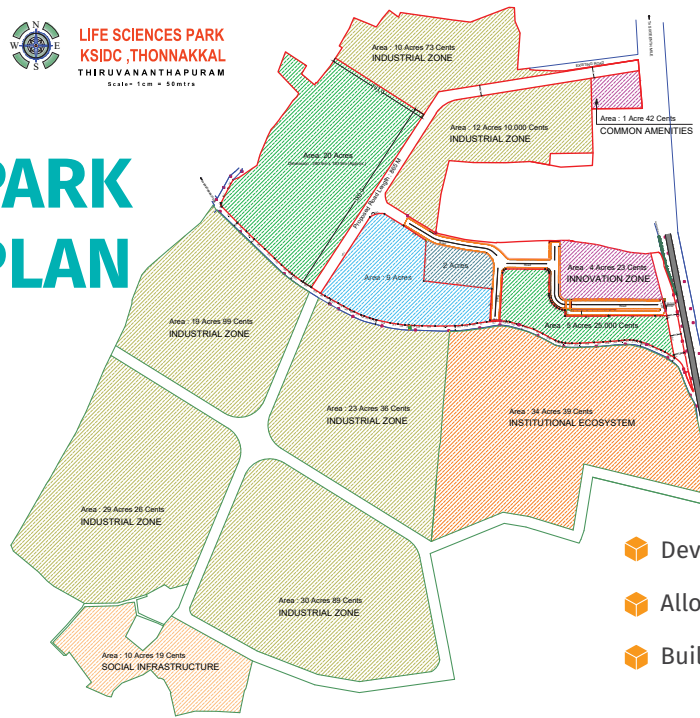 N
W E
S
LIFE SCIENCES PARK
KSIDC ,THONNAKKAL
THIRUVANANTHAPURAM
Scale= 1cm = 50mtrs
PARK
PLAN
Area : 10 Acres 73 Cents
INDUSTRIAL ZONE
Area : 12 Acres 10.000 Cents
INDUSTRIAL ZONE
Area : 1 Acre 42 Cents
COMMON AMENITIES
Area: 20 Acres
Proposed Road Length : 865 M
Area : 9 Acres
2 Acres
Area : 4 Acres 23 Cents
INNOVATION ZONE
Area : 5 Acres 25.000 Cents
Area : 19 Acres 99 Cents
INDUSTRIAL ZONE
Area : 23 Acres 36 Cents
INDUSTRIAL ZONE
Area : 34 Acres 39 Cents
INSTITUTIONAL ECOSYSTEM
Area : 29 Acres 26 Cents
INDUSTRIAL ZONE
Area : 30 Acres 89 Cents
INDUSTRIAL ZONE
Area : 10 Acres 19 Cents
SOCIAL INFRASTRUCTURE
Dev
Allo
Buil